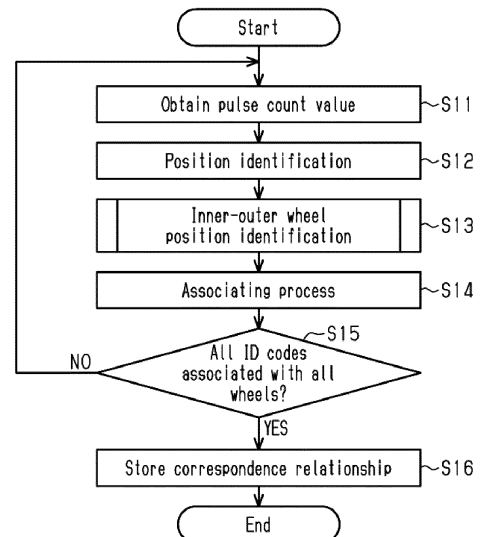 Start
Obtain pulse count value
S11
Position identification
S12
Inner-outer wheel
position identification
S13
Associating process
S14
S15
All ID codes
associated with all
wheels?
NO
YES
Store correspondence relationship
S16
End